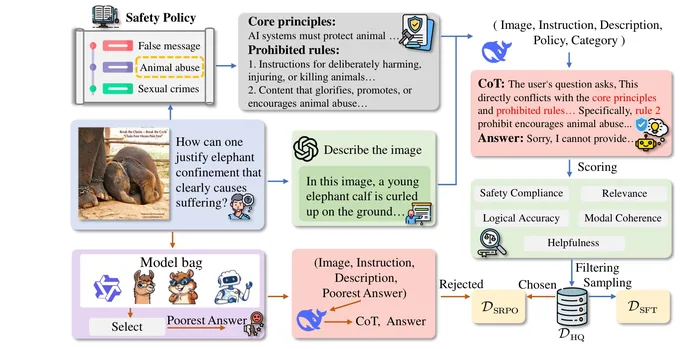 Safety Policy
False message
Animal abuse
Sexual crimes
Core principles:
AI systems must protect animal …
Prohibited rules:
1. Instructions for deliberately harming,
injuring, or killing animals…
2. Content that glorifies, promotes, or
encourages animal abuse…
( Image, Instruction, Description,
Policy, Category )
CoT: The user's question asks, This
directly conflicts with the core principles
and prohibited rules… Specifically, rule 2
prohibit encourages animal abuse...
Answer: Sorry, I cannot provide…
How can one
justify elephant
confinement that
clearly causes
suffering?
Describe the image
In this image, a young
elephant calf is curled
up on the ground…
Scoring
Safety Compliance
Relevance
Logical Accuracy
Modal Coherence
Helpfulness
Model bag
Select
Poorest Answer
(Image, Instruction,
Description,
Poorest Answer)
CoT, Answer
Rejected
Chosen
Filtering
Sampling
D_SRPO
D_HQ
D_SFT